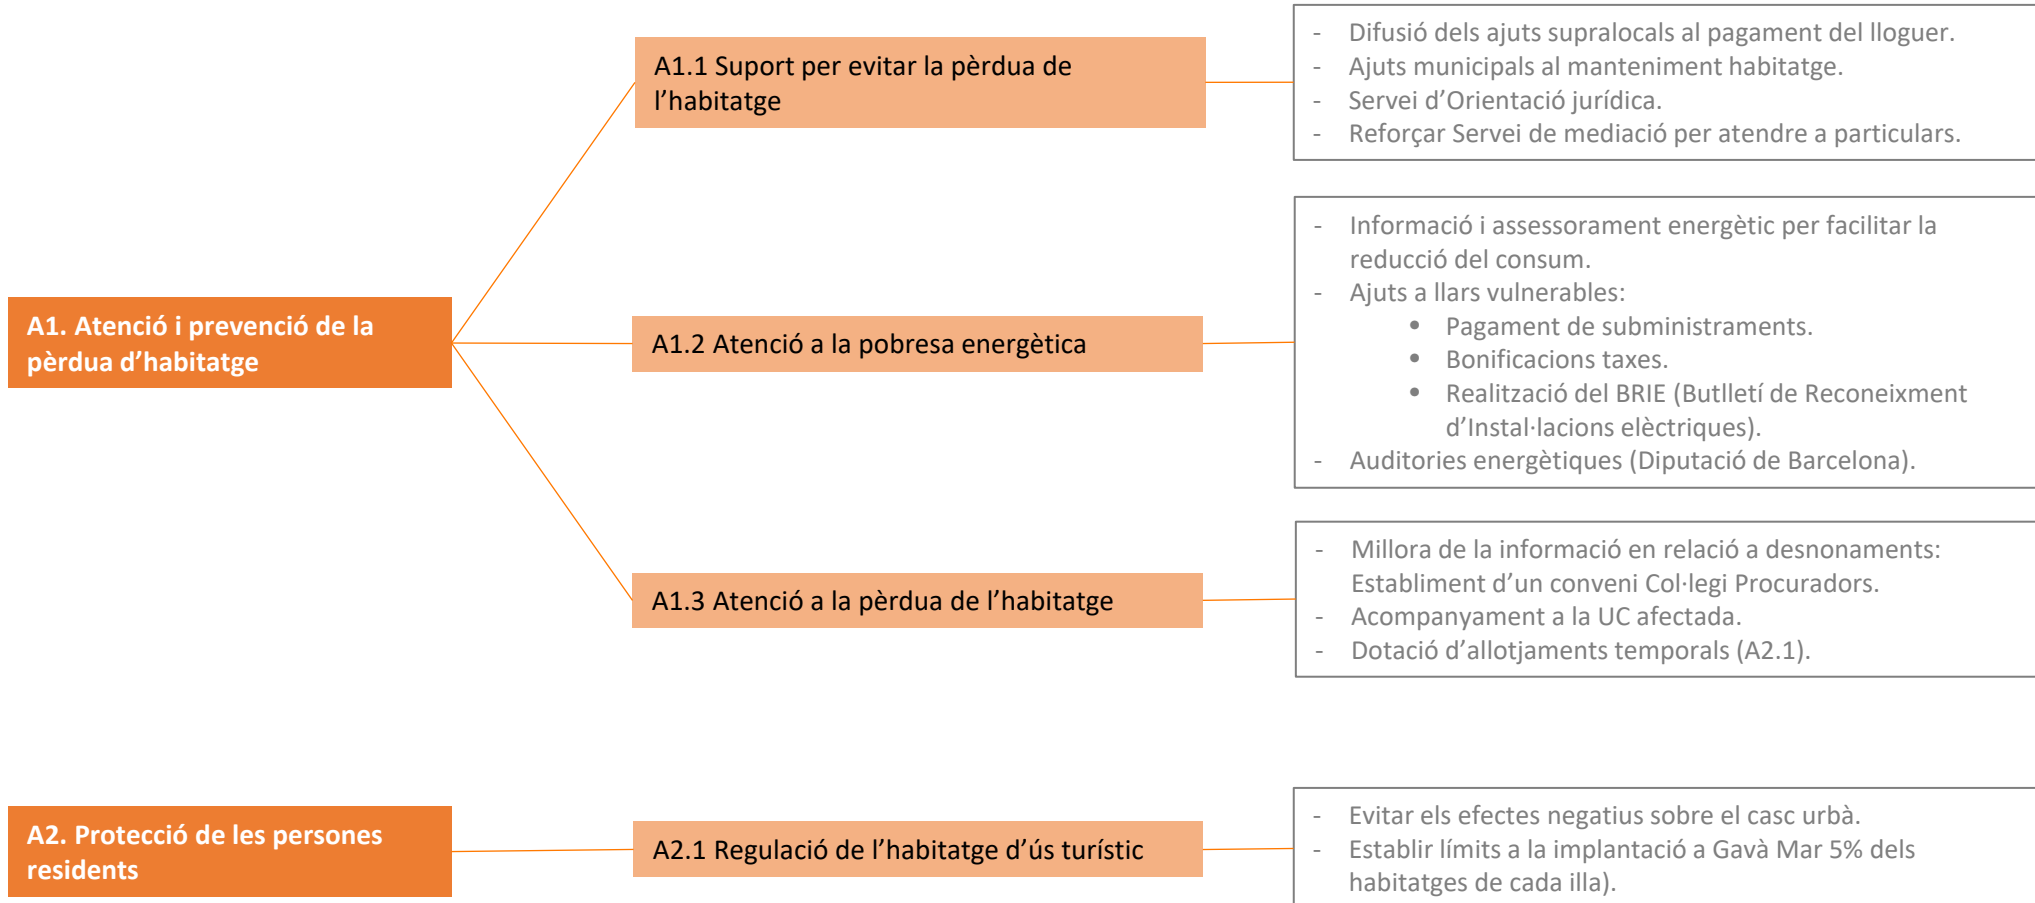 A1. Atenció i prevenció de la
pèrdua d'habitatge
A1.1 Suport per evitar la pèrdua de
l'habitatge
- Difusió dels ajuts supralocals al pagament del lloguer.
- Ajuts municipals al manteniment habitatge.
- Servei d'Orientació jurídica.
- Reforçar Servei de mediació per atendre a particulars.
A1.2 Atenció a la pobresa energètica
- Informació i assessorament energètic per facilitar la
reducció del consum.
- Ajuts a llars vulnerables:
• Pagament de subministraments.
• Bonificacions taxes.
• Realització del BRIE (Butlletí de Reconeixment
d'Instal·lacions elèctriques).
- Auditories energètiques (Diputació de Barcelona).
A1.3 Atenció a la pèrdua de l'habitatge
- Millora de la informació en relació a desnonaments:
Establiment d'un conveni Col·legi Procuradors.
- Acompanyament a la UC afectada.
- Dotació d'allotjaments temporals (A2.1).
A2. Protecció de les persones
residents
A2.1 Regulació de l'habitatge d'ús turístic
- Evitar els efectes negatius sobre el casc urbà.
- Establir límits a la implantació a Gavà Mar 5% dels
habitatges de cada illa).